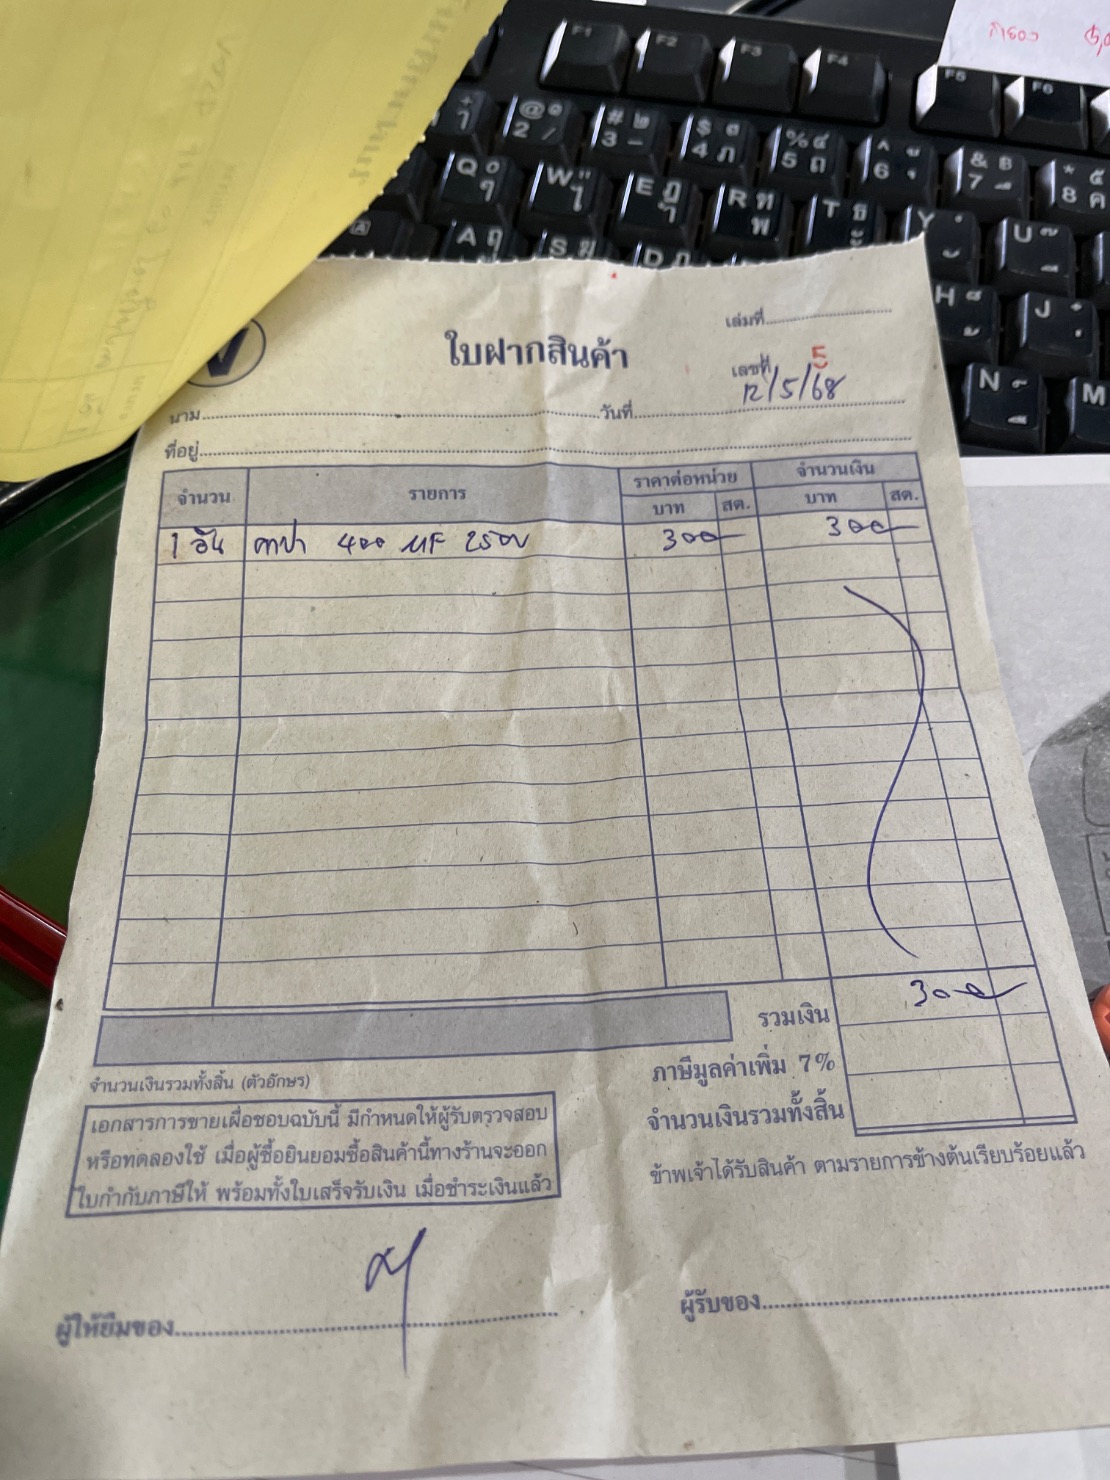 F1 F2 F3 F4 F5 F6
ใบฝากสินค้า
เล่มที่
เลขที่ 5
12/5/68
นาม วันที่
ที่อยู่
จำนวน รายการ ราคาต่อหน่วย จำนวนเงิน
บาท สต. บาท สต.
1 อัน คาปา 400 MF 250V 300- 300-
รวมเงิน 300-
ภาษีมูลค่าเพิ่ม 7%
จำนวนเงินรวมทั้งสิ้น
จำนวนเงินรวมทั้งสิ้น (ตัวอักษร)
เอกสารการขายเผื่อชอบฉบับนี้ มีกำหนดให้ผู้รับตรวจสอบ
หรือทดลองใช้ เมื่อผู้ซื้อยินยอมซื้อสินค้านี้ทางร้านจะออก
ใบกำกับภาษีให้ พร้อมทั้งใบเสร็จรับเงิน เมื่อชำระเงินแล้ว
ข้าพเจ้าได้รับสินค้า ตามรายการข้างต้นเรียบร้อยแล้ว
ผู้ให้ยืมของ
ผู้รับของ